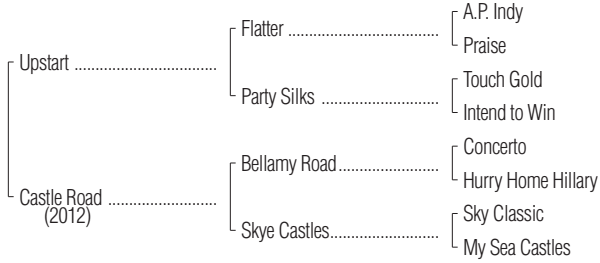 A.P. Indy
Flatter ..................................
Praise
Upstart ..................................
Touch Gold
Party Silks ..........................
Intend to Win
Concerto
Bellamy Road......................
Hurry Home Hillary
Castle Road ..........................
(2012)
Sky Classic
Skye Castles.........................
My Sea Castles